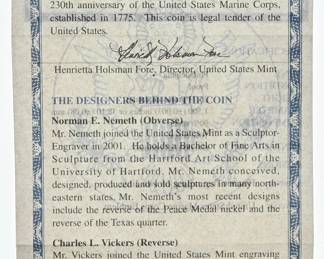 230th anniversary of the United States Marine Corps,
established in 1775. This coin is legal tender of the
United States.
Henrietta Holsman Fore
Henrietta Holsman Fore, Director, United States Mint
THE DESIGNERS BEHIND THE COIN
Norman E. Nemeth (Obverse)
Mr. Nemeth joined the United States Mint as a Sculptor-
Engraver in 2001. He holds a Bachelor of Fine Arts in
Sculpture from the Hartford Art School of the
University of Hartford. Mr. Nemeth conceived,
designed, produced and sold sculptures in many north-
eastern states. Mr. Nemeth's most recent designs
include the reverse of the Peace Medal nickel and the
reverse of the Texas quarter.
Charles L. Vickers (Reverse)
Mr. Vickers joined the United States Mint engraving